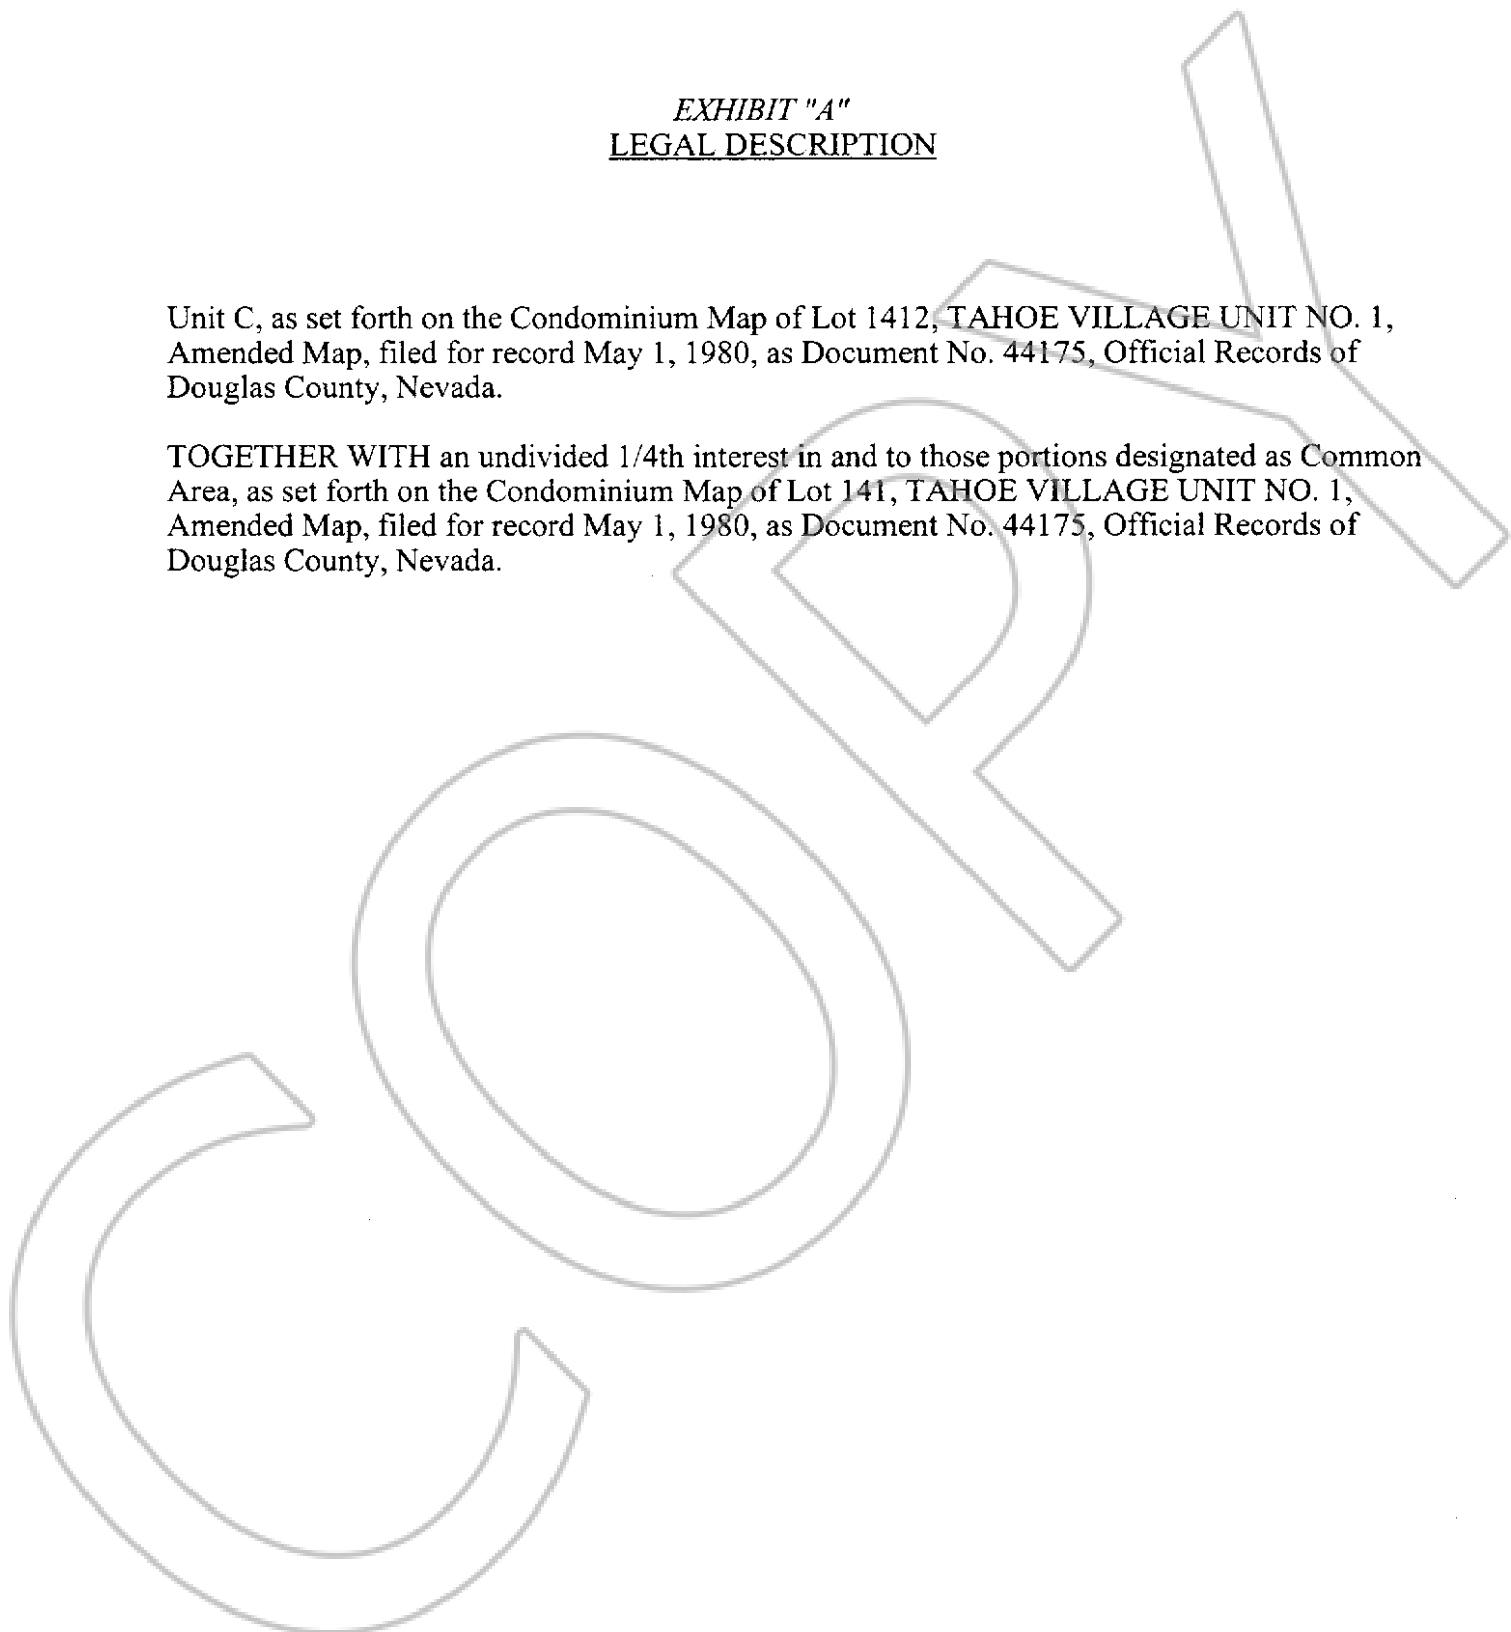 EXHIBIT "A"
LEGAL DESCRIPTION
Unit C, as set forth on the Condominium Map of Lot 1412, TAHOE VILLAGE UNIT NO. 1,
Amended Map, filed for record May 1, 1980, as Document No. 44175, Official Records of
Douglas County, Nevada.
TOGETHER WITH an undivided 1/4th interest in and to those portions designated as Common
Area, as set forth on the Condominium Map of Lot 141, TAHOE VILLAGE UNIT NO. 1,
Amended Map, filed for record May 1, 1980, as Document No. 44175, Official Records of
Douglas County, Nevada.
COPY